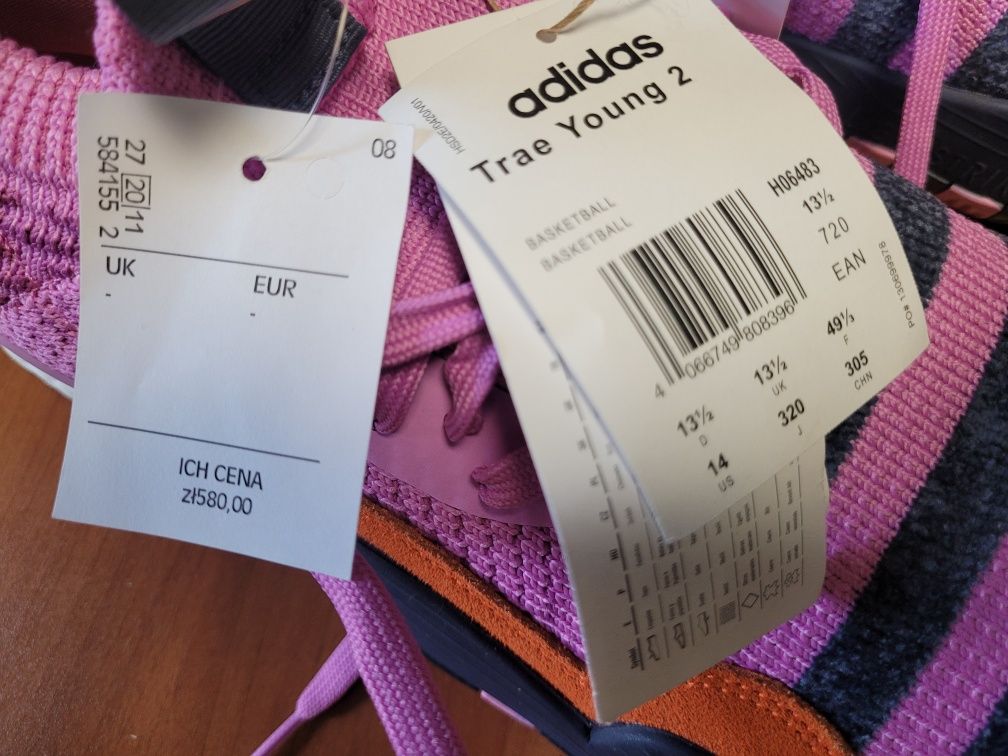 27 20 11
584155 2
08
UK
EUR
-
-
ICH CENA
zł580,00
adidas
Trae Young 2
BASKETBALL
BASKETBALL
H06483
13½
720
EAN
4 066749 808396
PO# 130699978
13½
D
13½
UK
49⅓
F
14
US
320
J
305
CHN